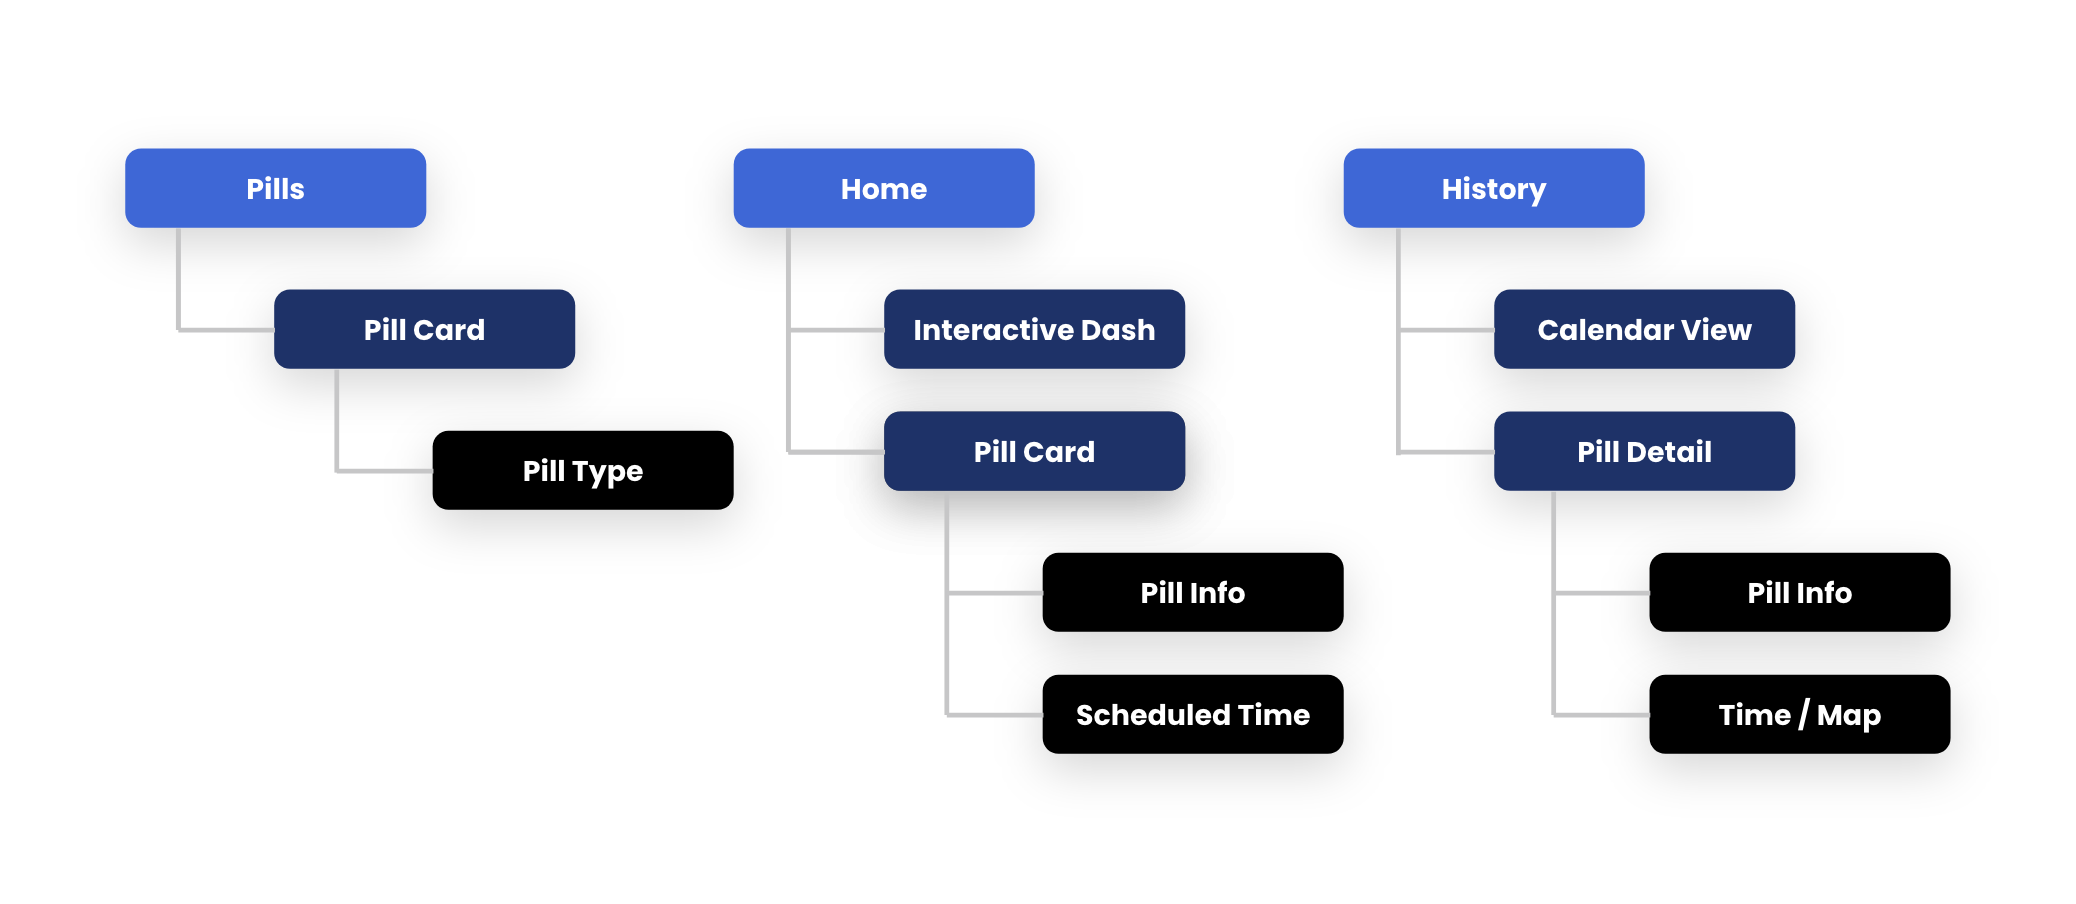 Pills
Pill Card
Pill Type
Home
Interactive Dash
Pill Card
Pill Info
Scheduled Time
History
Calendar View
Pill Detail
Pill Info
Time / Map